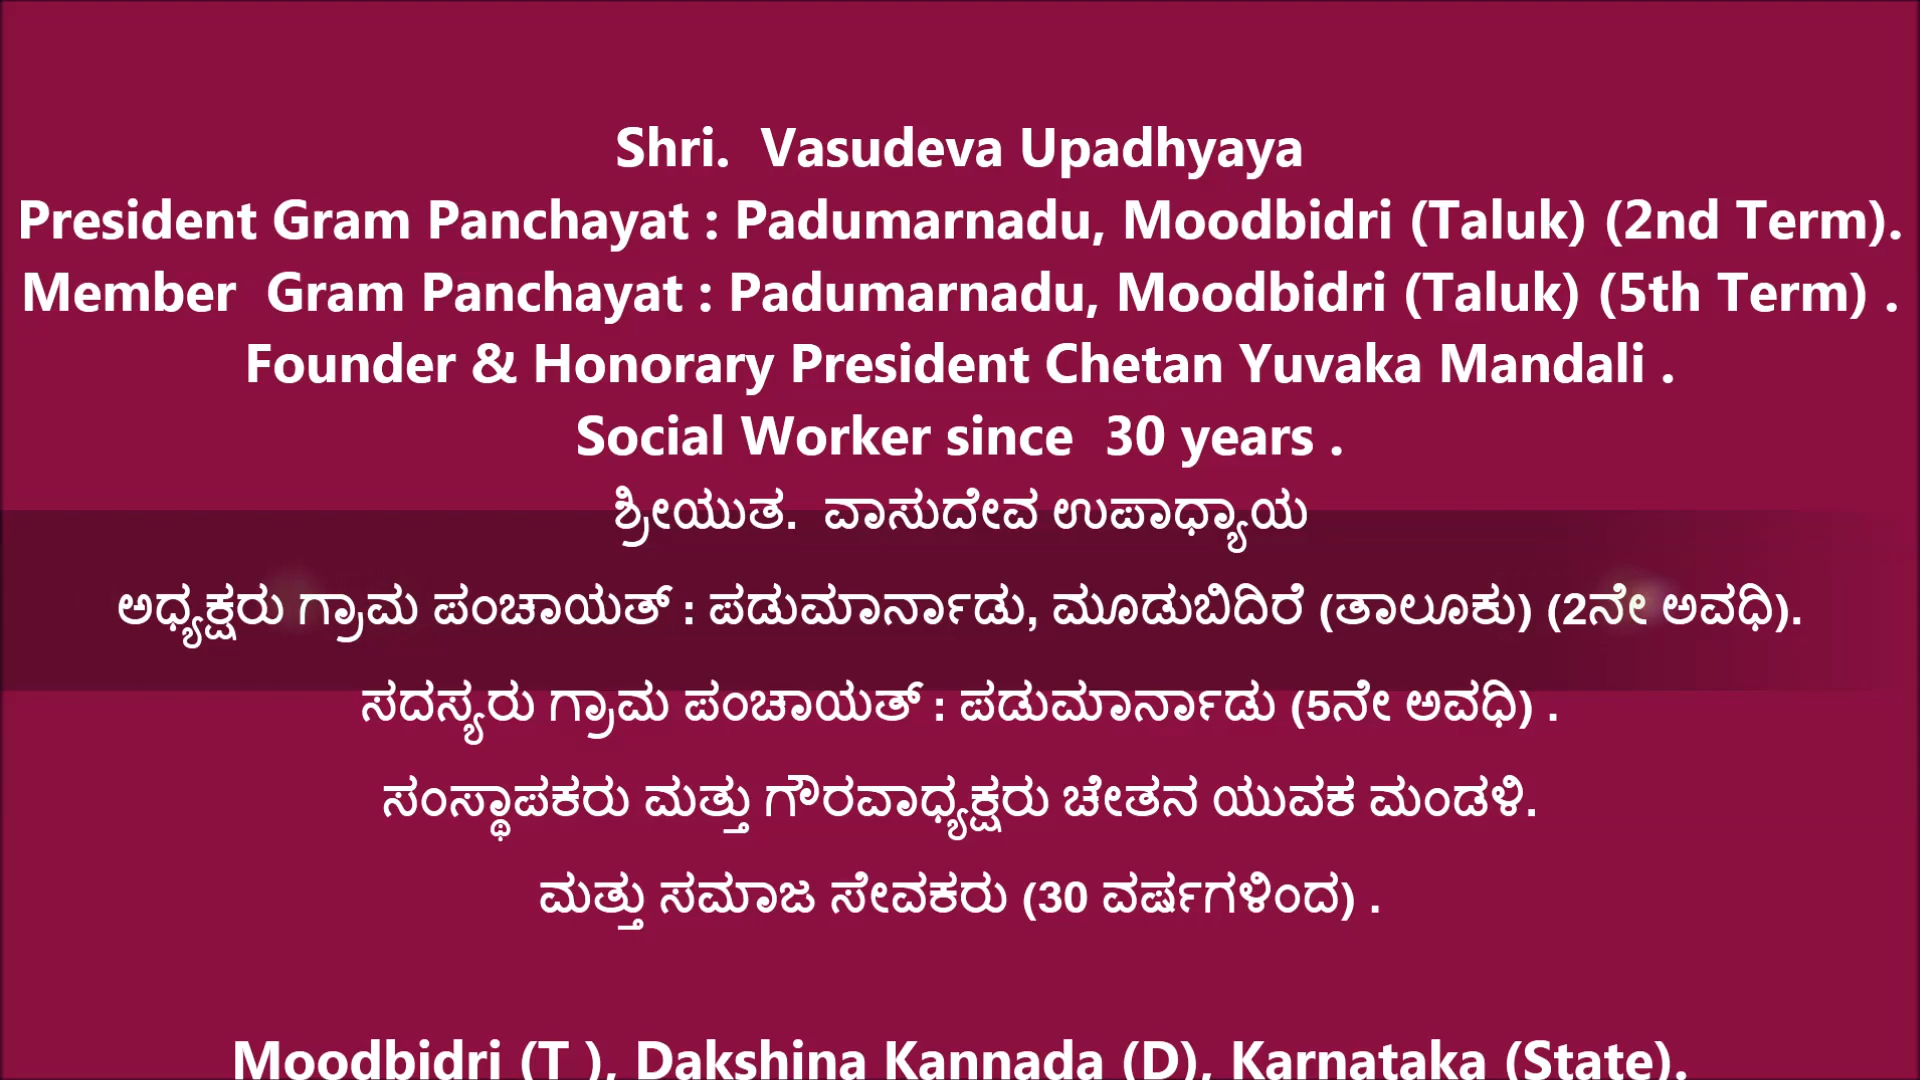 Shri.  Vasudeva Upadhyaya
President Gram Panchayat : Padumarnadu, Moodbidri (Taluk) (2nd Term).
Member  Gram Panchayat : Padumarnadu, Moodbidri (Taluk) (5th Term) .
Founder & Honorary President Chetan Yuvaka Mandali .
Social Worker since  30 years .
ಶ್ರೀಯುತ.  ವಾಸುದೇವ ಉಪಾಧ್ಯಾಯ
ಅಧ್ಯಕ್ಷರು ಗ್ರಾಮ ಪಂಚಾಯತ್ : ಪಡುಮಾರ್ನಾಡು, ಮೂಡುಬಿದಿರೆ (ತಾಲೂಕು) (2ನೇ ಅವಧಿ).
ಸದಸ್ಯರು ಗ್ರಾಮ ಪಂಚಾಯತ್ : ಪಡುಮಾರ್ನಾಡು (5ನೇ ಅವಧಿ) .
ಸಂಸ್ಥಾಪಕರು ಮತ್ತು ಗೌರವಾಧ್ಯಕ್ಷರು ಚೇತನ ಯುವಕ ಮಂಡಳಿ.
ಮತ್ತು ಸಮಾಜ ಸೇವಕರು (30 ವರ್ಷಗಳಿಂದ) .
Moodbidri (T ), Dakshina Kannada (D), Karnataka (State).